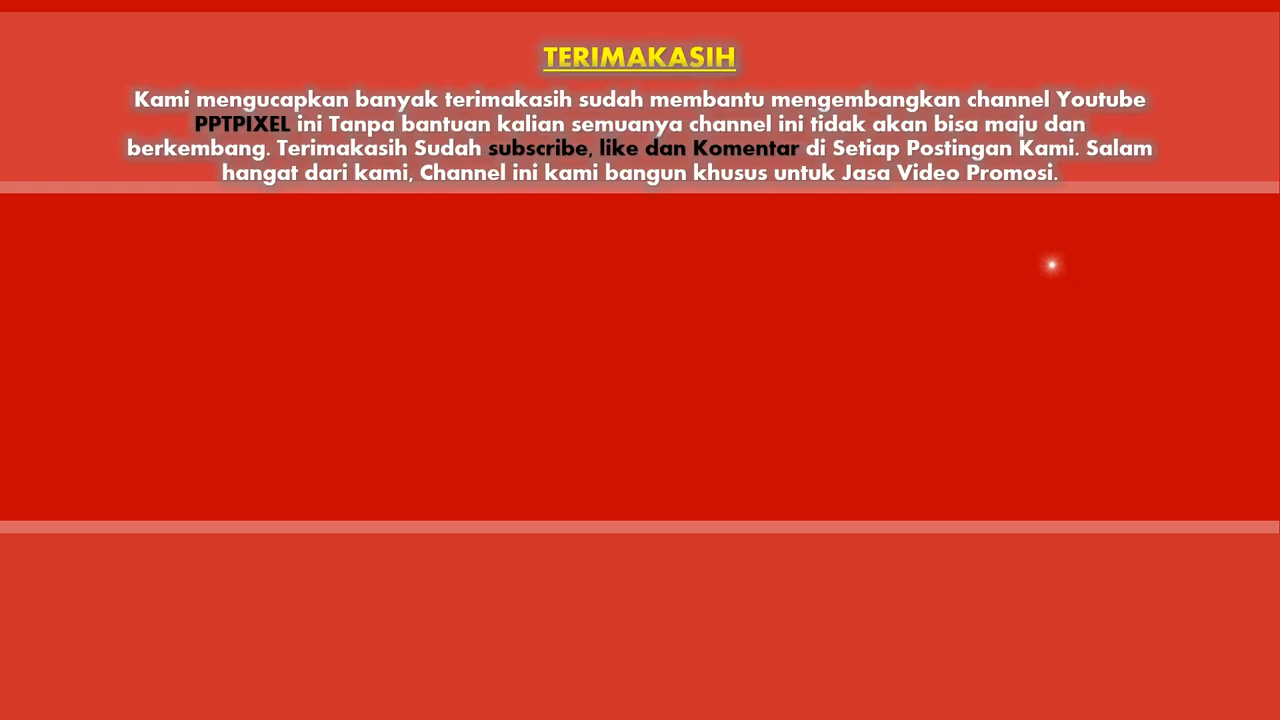 TERIMAKASIH
Kami mengucapkan banyak terimakasih sudah membantu mengembangkan channel Youtube
PPTPIXEL ini Tanpa bantuan kalian semuanya channel ini tidak akan bisa maju dan
berkembang. Terimakasih Sudah subscribe, like dan Komentar di Setiap Postingan Kami. Salam
hangat dari kami, Channel ini kami bangun khusus untuk Jasa Video Promosi.